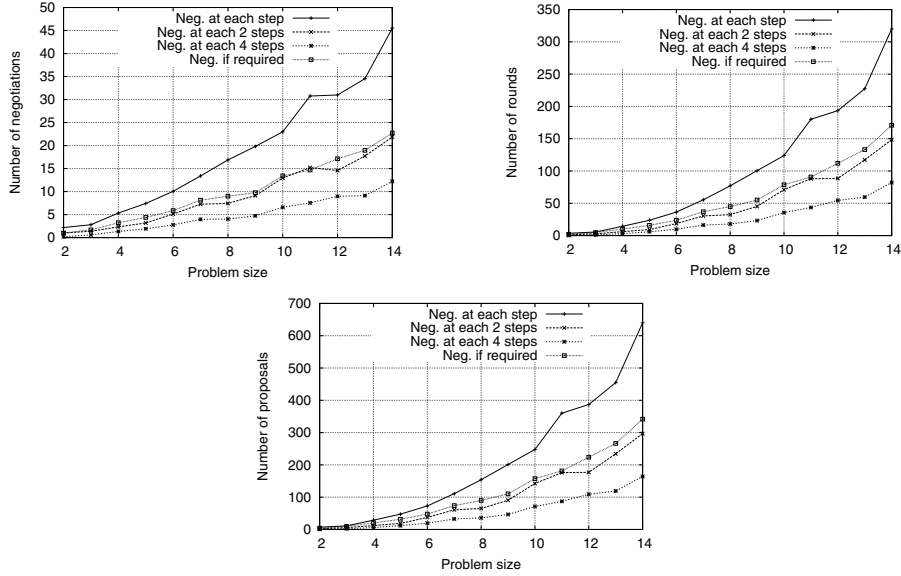 Neg. at each step
Neg. at each 2 steps
Neg. at each 4 steps
Neg. if required
Number of negotiations
50
45
40
35
30
25
20
15
10
5
0
2 4 6 8 10 12 14
Problem size
Neg. at each step
Neg. at each 2 steps
Neg. at each 4 steps
Neg. if required
Number of rounds
350
300
250
200
150
100
50
0
2 4 6 8 10 12 14
Problem size
Neg. at each step
Neg. at each 2 steps
Neg. at each 4 steps
Neg. if required
Number of proposals
700
600
500
400
300
200
100
0
2 4 6 8 10 12 14
Problem size